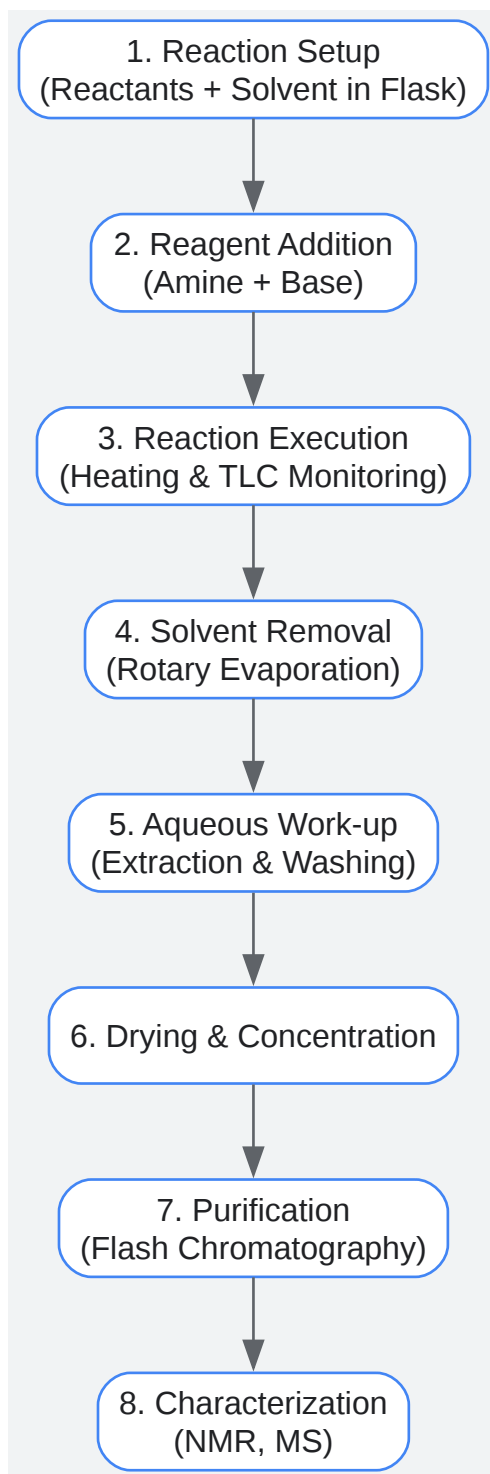 1. Reaction Setup
(Reactants + Solvent in Flask)
2. Reagent Addition
(Amine + Base)
3. Reaction Execution
(Heating & TLC Monitoring)
4. Solvent Removal
(Rotary Evaporation)
5. Aqueous Work-up
(Extraction & Washing)
6. Drying & Concentration
7. Purification
(Flash Chromatography)
8. Characterization
(NMR, MS)